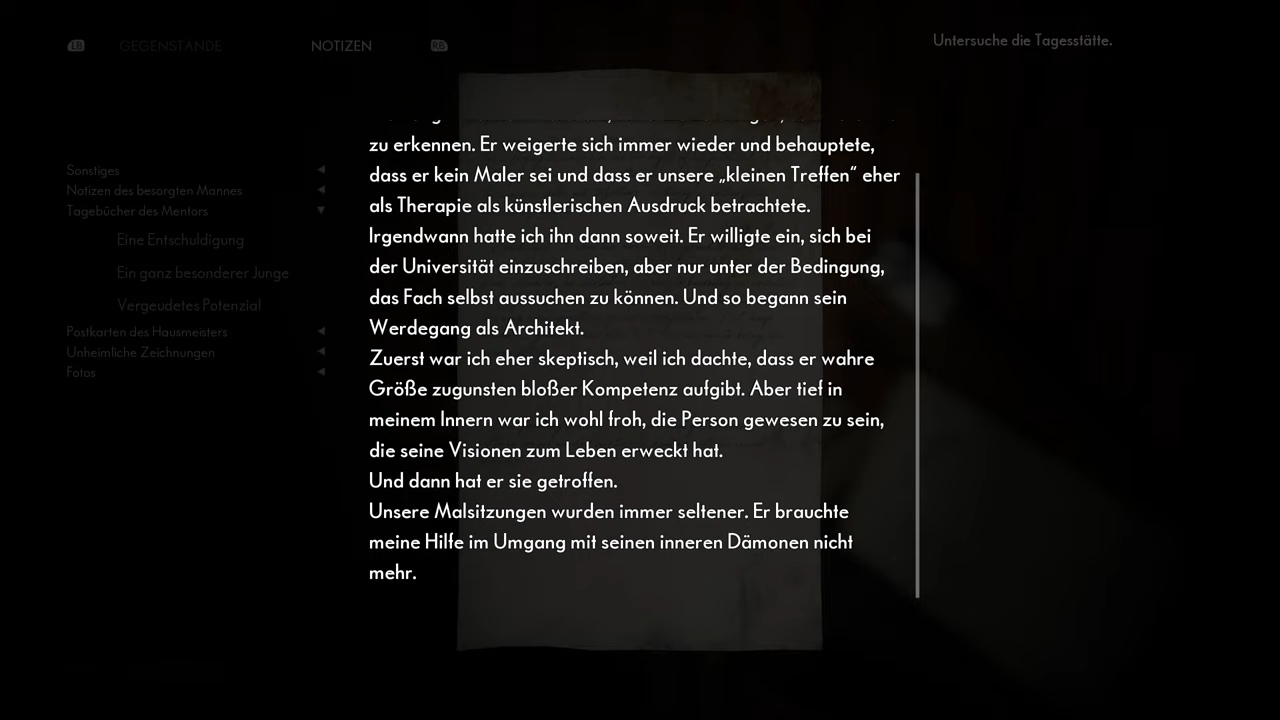 LB
GEGENSTÄNDE
NOTIZEN
RB
Untersuche die Tagesstätte.
Sonstiges
Notizen des besorgten Mannes
Tagebücher des Mentors
Eine Entschuldigung
Ein ganz besonderer Junge
Vergeudetes Potenzial
Postkarten des Hausmeisters
Unheimliche Zeichnungen
Fotos
zu erkennen. Er weigerte sich immer wieder und behauptete,
dass er kein Maler sei und dass er unsere „kleinen Treffen“ eher
als Therapie als künstlerischen Ausdruck betrachtete.
Irgendwann hatte ich ihn dann soweit. Er willigte ein, sich bei
der Universität einzuschreiben, aber nur unter der Bedingung,
das Fach selbst aussuchen zu können. Und so begann sein
Werdegang als Architekt.
Zuerst war ich eher skeptisch, weil ich dachte, dass er wahre
Größe zugunsten bloßer Kompetenz aufgibt. Aber tief in
meinem Innern war ich wohl froh, die Person gewesen zu sein,
die seine Visionen zum Leben erweckt hat.
Und dann hat er sie getroffen.
Unsere Malsitzungen wurden immer seltener. Er brauchte
meine Hilfe im Umgang mit seinen inneren Dämonen nicht
mehr.